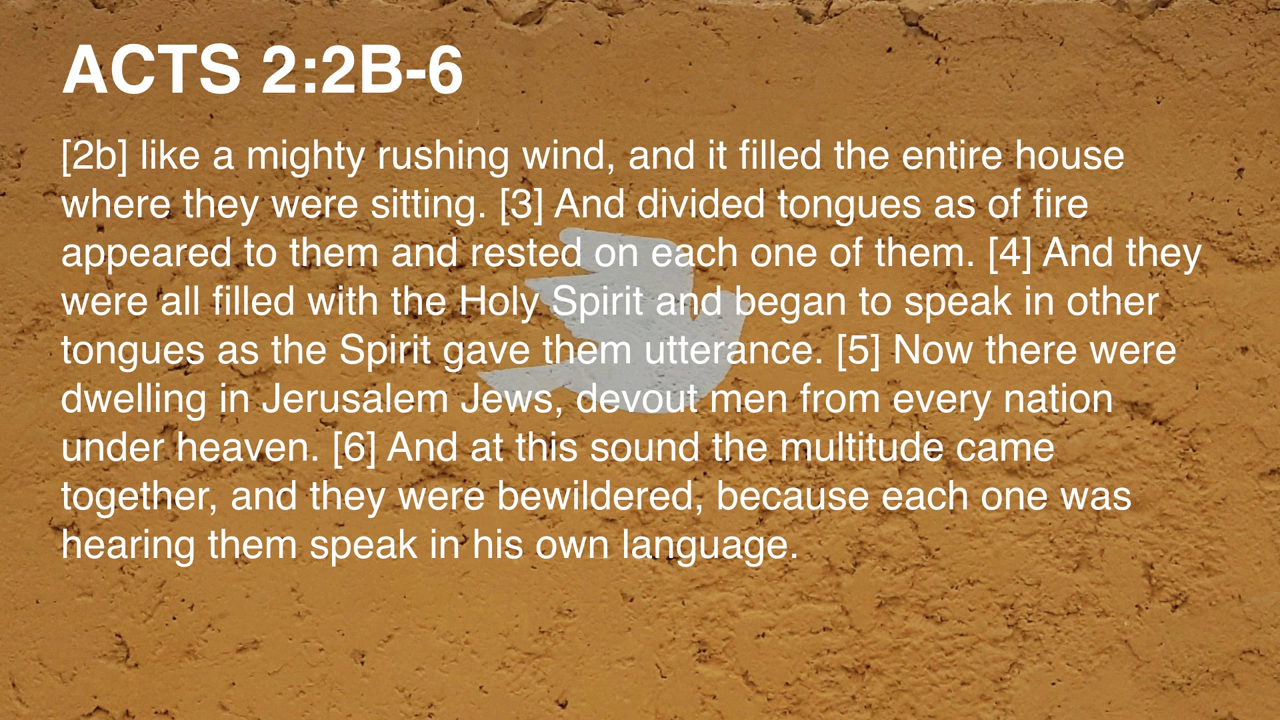 ACTS 2:2B-6
[2b] like a mighty rushing wind, and it filled the entire house
where they were sitting. [3] And divided tongues as of fire
appeared to them and rested on each one of them. [4] And they
were all filled with the Holy Spirit and began to speak in other
tongues as the Spirit gave them utterance. [5] Now there were
dwelling in Jerusalem Jews, devout men from every nation
under heaven. [6] And at this sound the multitude came
together, and they were bewildered, because each one was
hearing them speak in his own language.